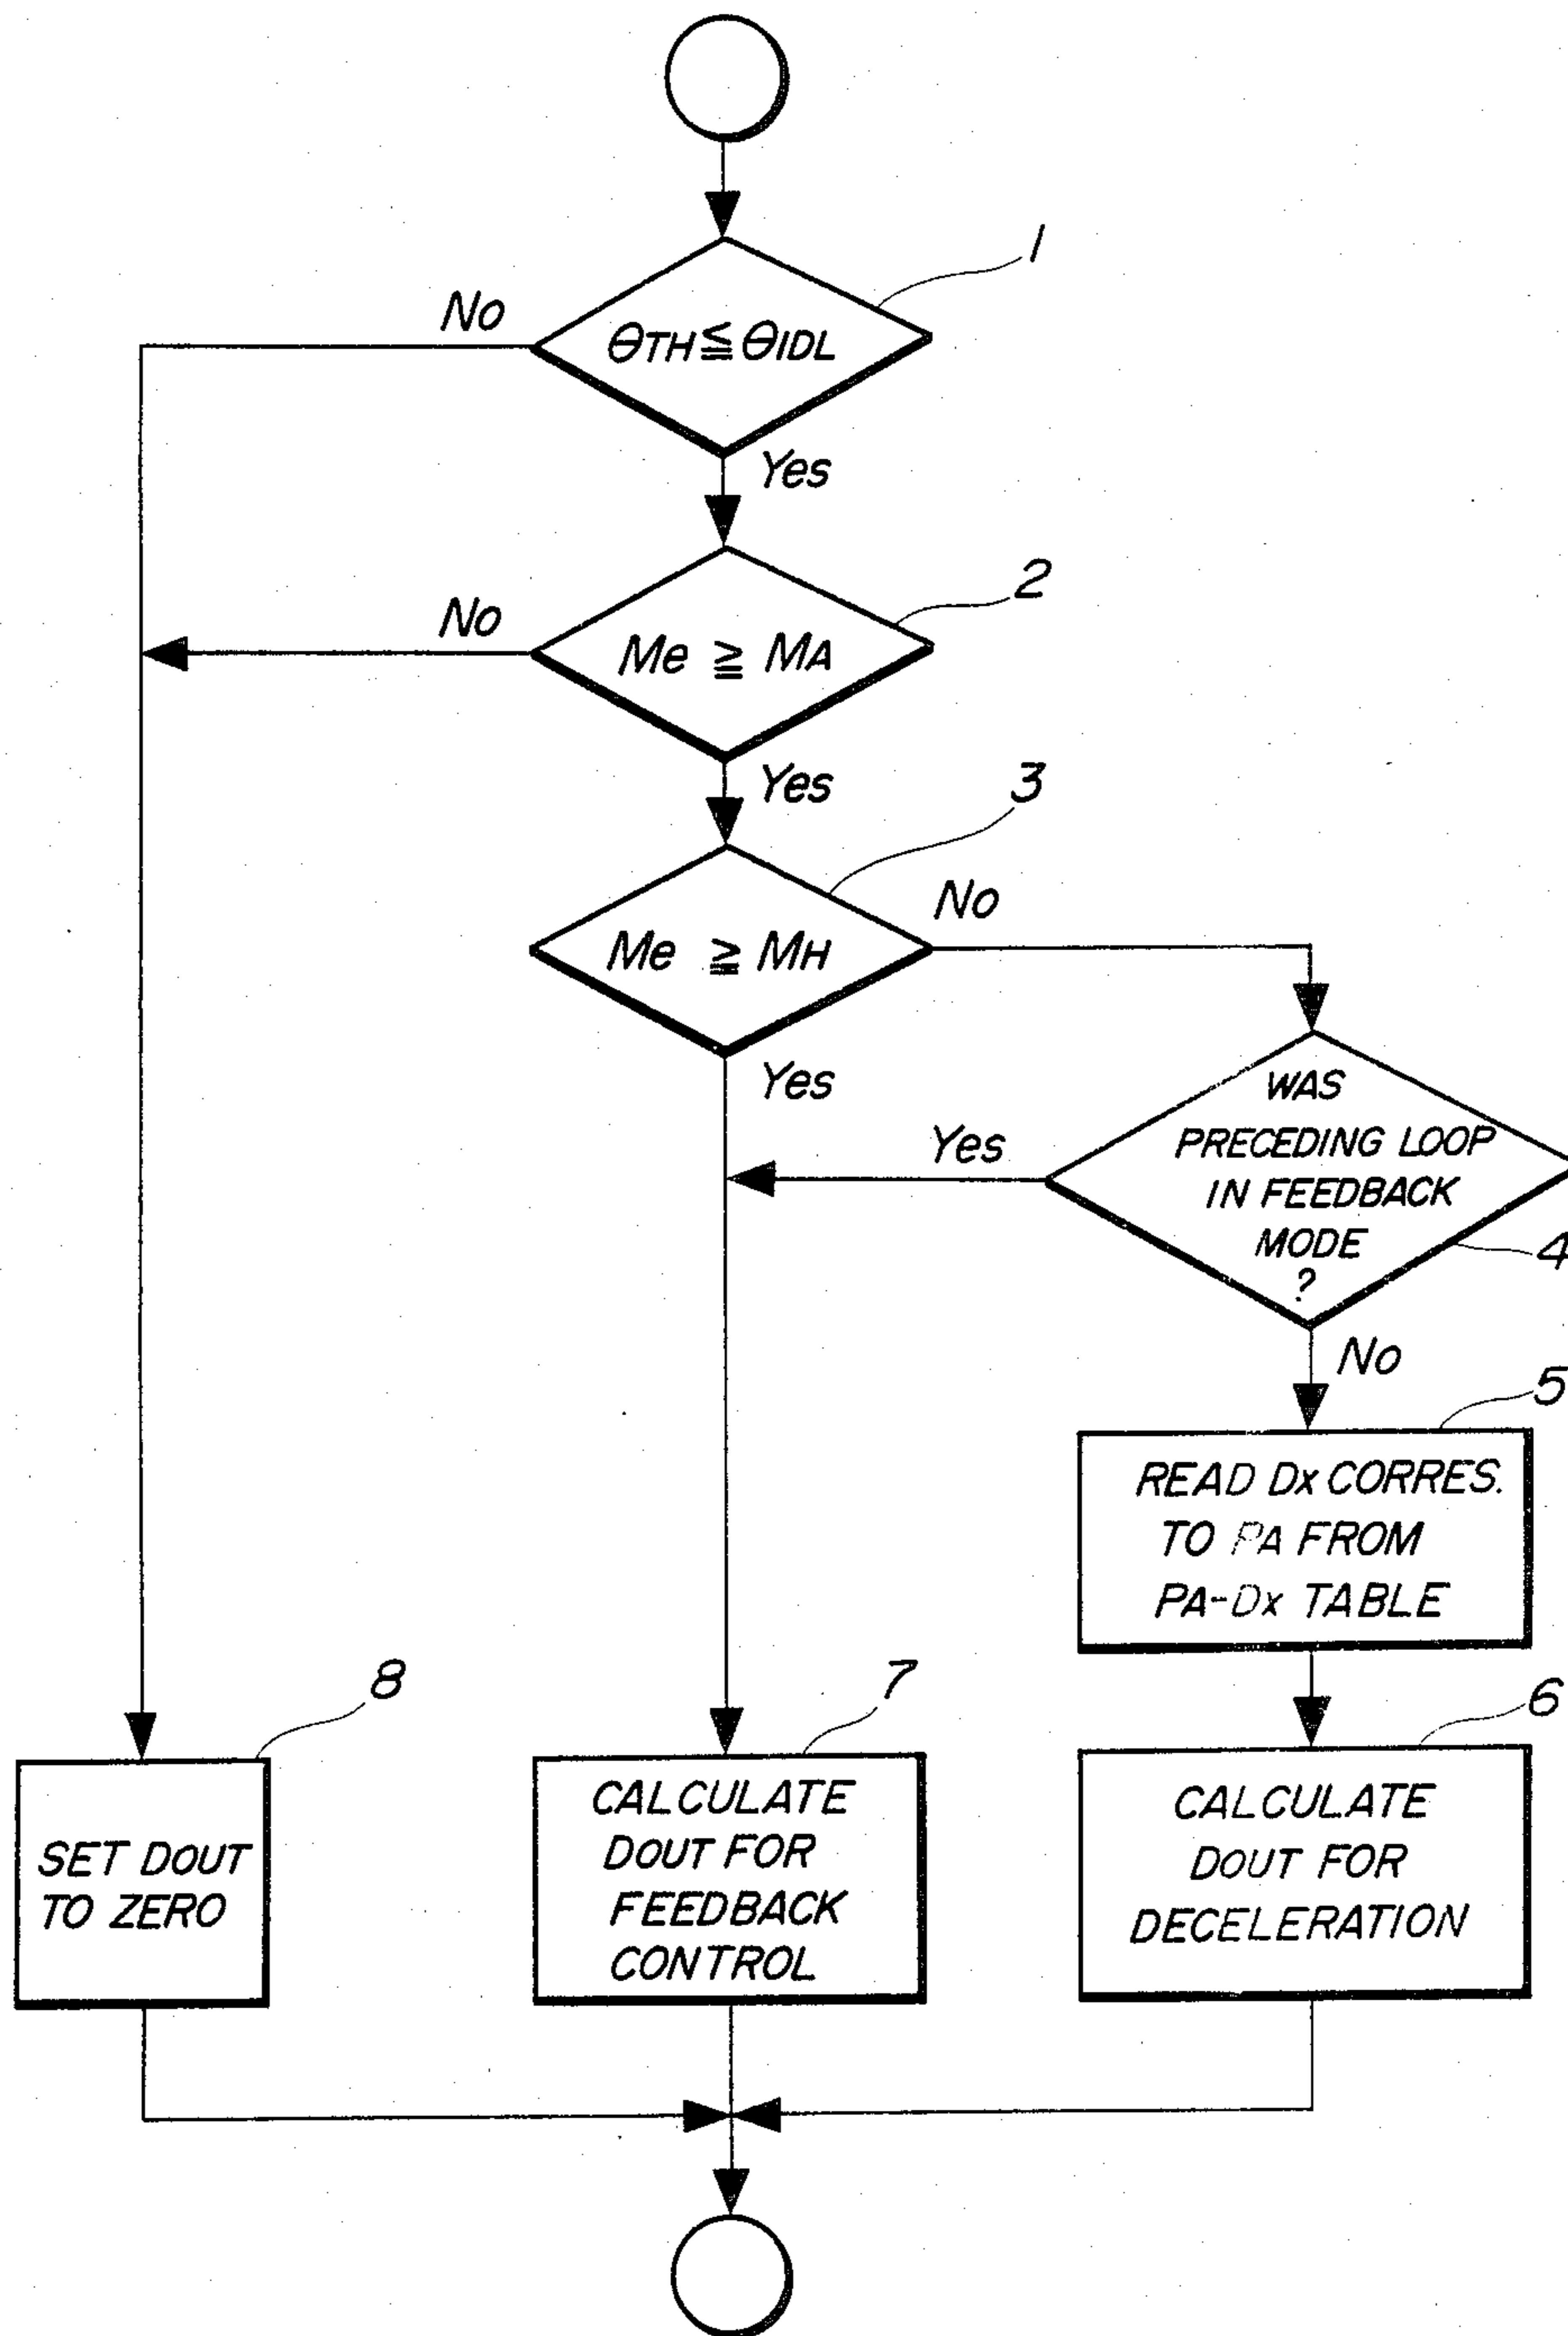 1
No
θTH≦θIDL
Yes
2
No
Me ≧ MA
Yes
3
No
Me ≧ MH
Yes
WAS
PRECEDING LOOP
IN FEEDBACK
MODE
?
Yes
4
No
5
READ DX CORRES.
TO PA FROM
PA-DX TABLE
8
7
6
SET DOUT
TO ZERO
CALCULATE
DOUT FOR
FEEDBACK
CONTROL
CALCULATE
DOUT FOR
DECELERATION